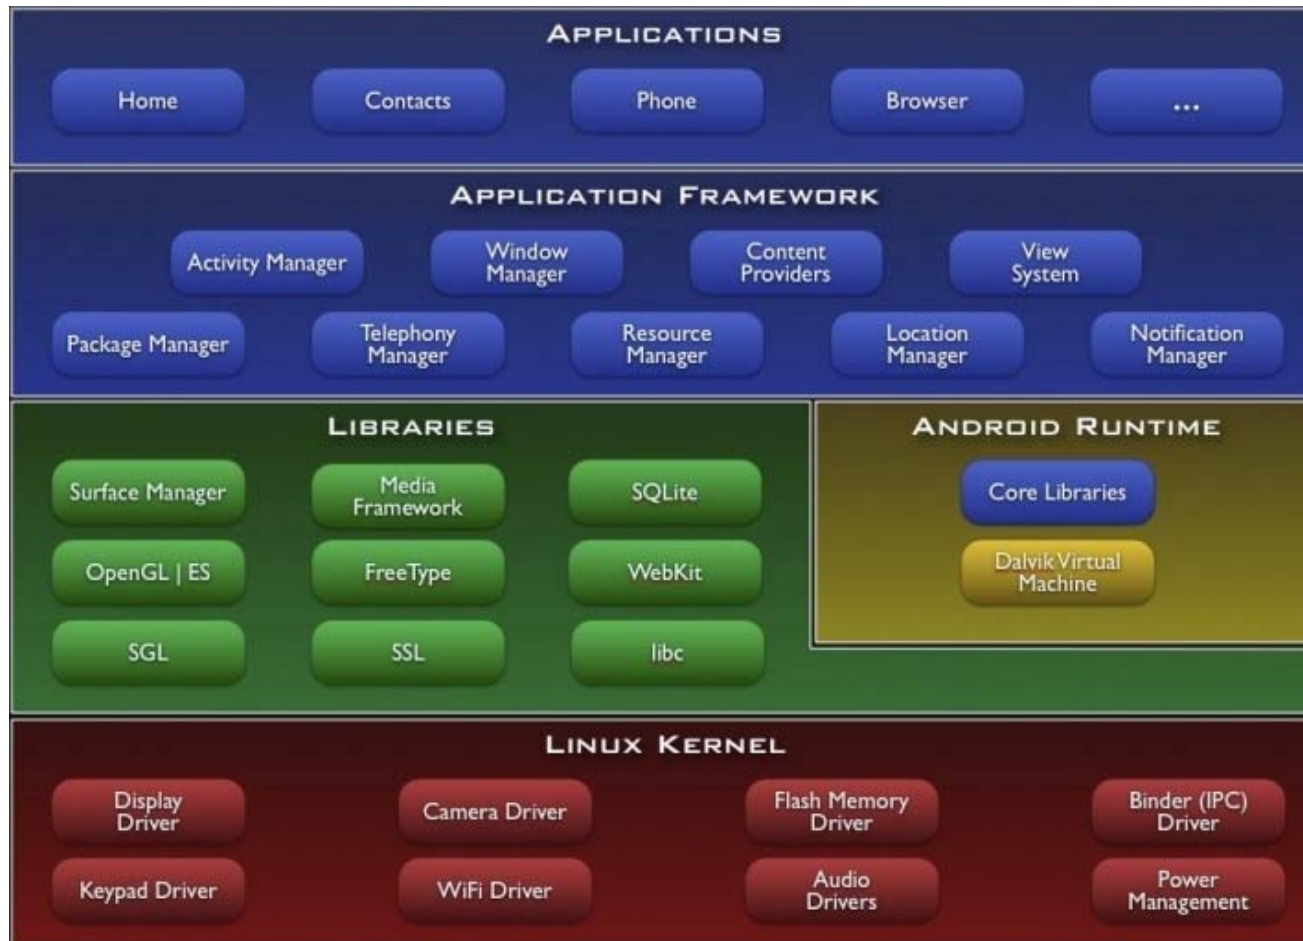 APPLICATIONS
Home
Contacts
Phone
Browser
...
APPLICATION FRAMEWORK
Activity Manager
Window
Manager
Content
Providers
View
System
Package Manager
Telephony
Manager
Resource
Manager
Location
Manager
Notification
Manager
LIBRARIES
Surface Manager
Media
Framework
SQLite
OpenGL | ES
FreeType
WebKit
SGL
SSL
libc
ANDROID RUNTIME
Core Libraries
Dalvik Virtual
Machine
LINUX KERNEL
Display
Driver
Camera Driver
Flash Memory
Driver
Binder (IPC)
Driver
Keypad Driver
WiFi Driver
Audio
Drivers
Power
Management